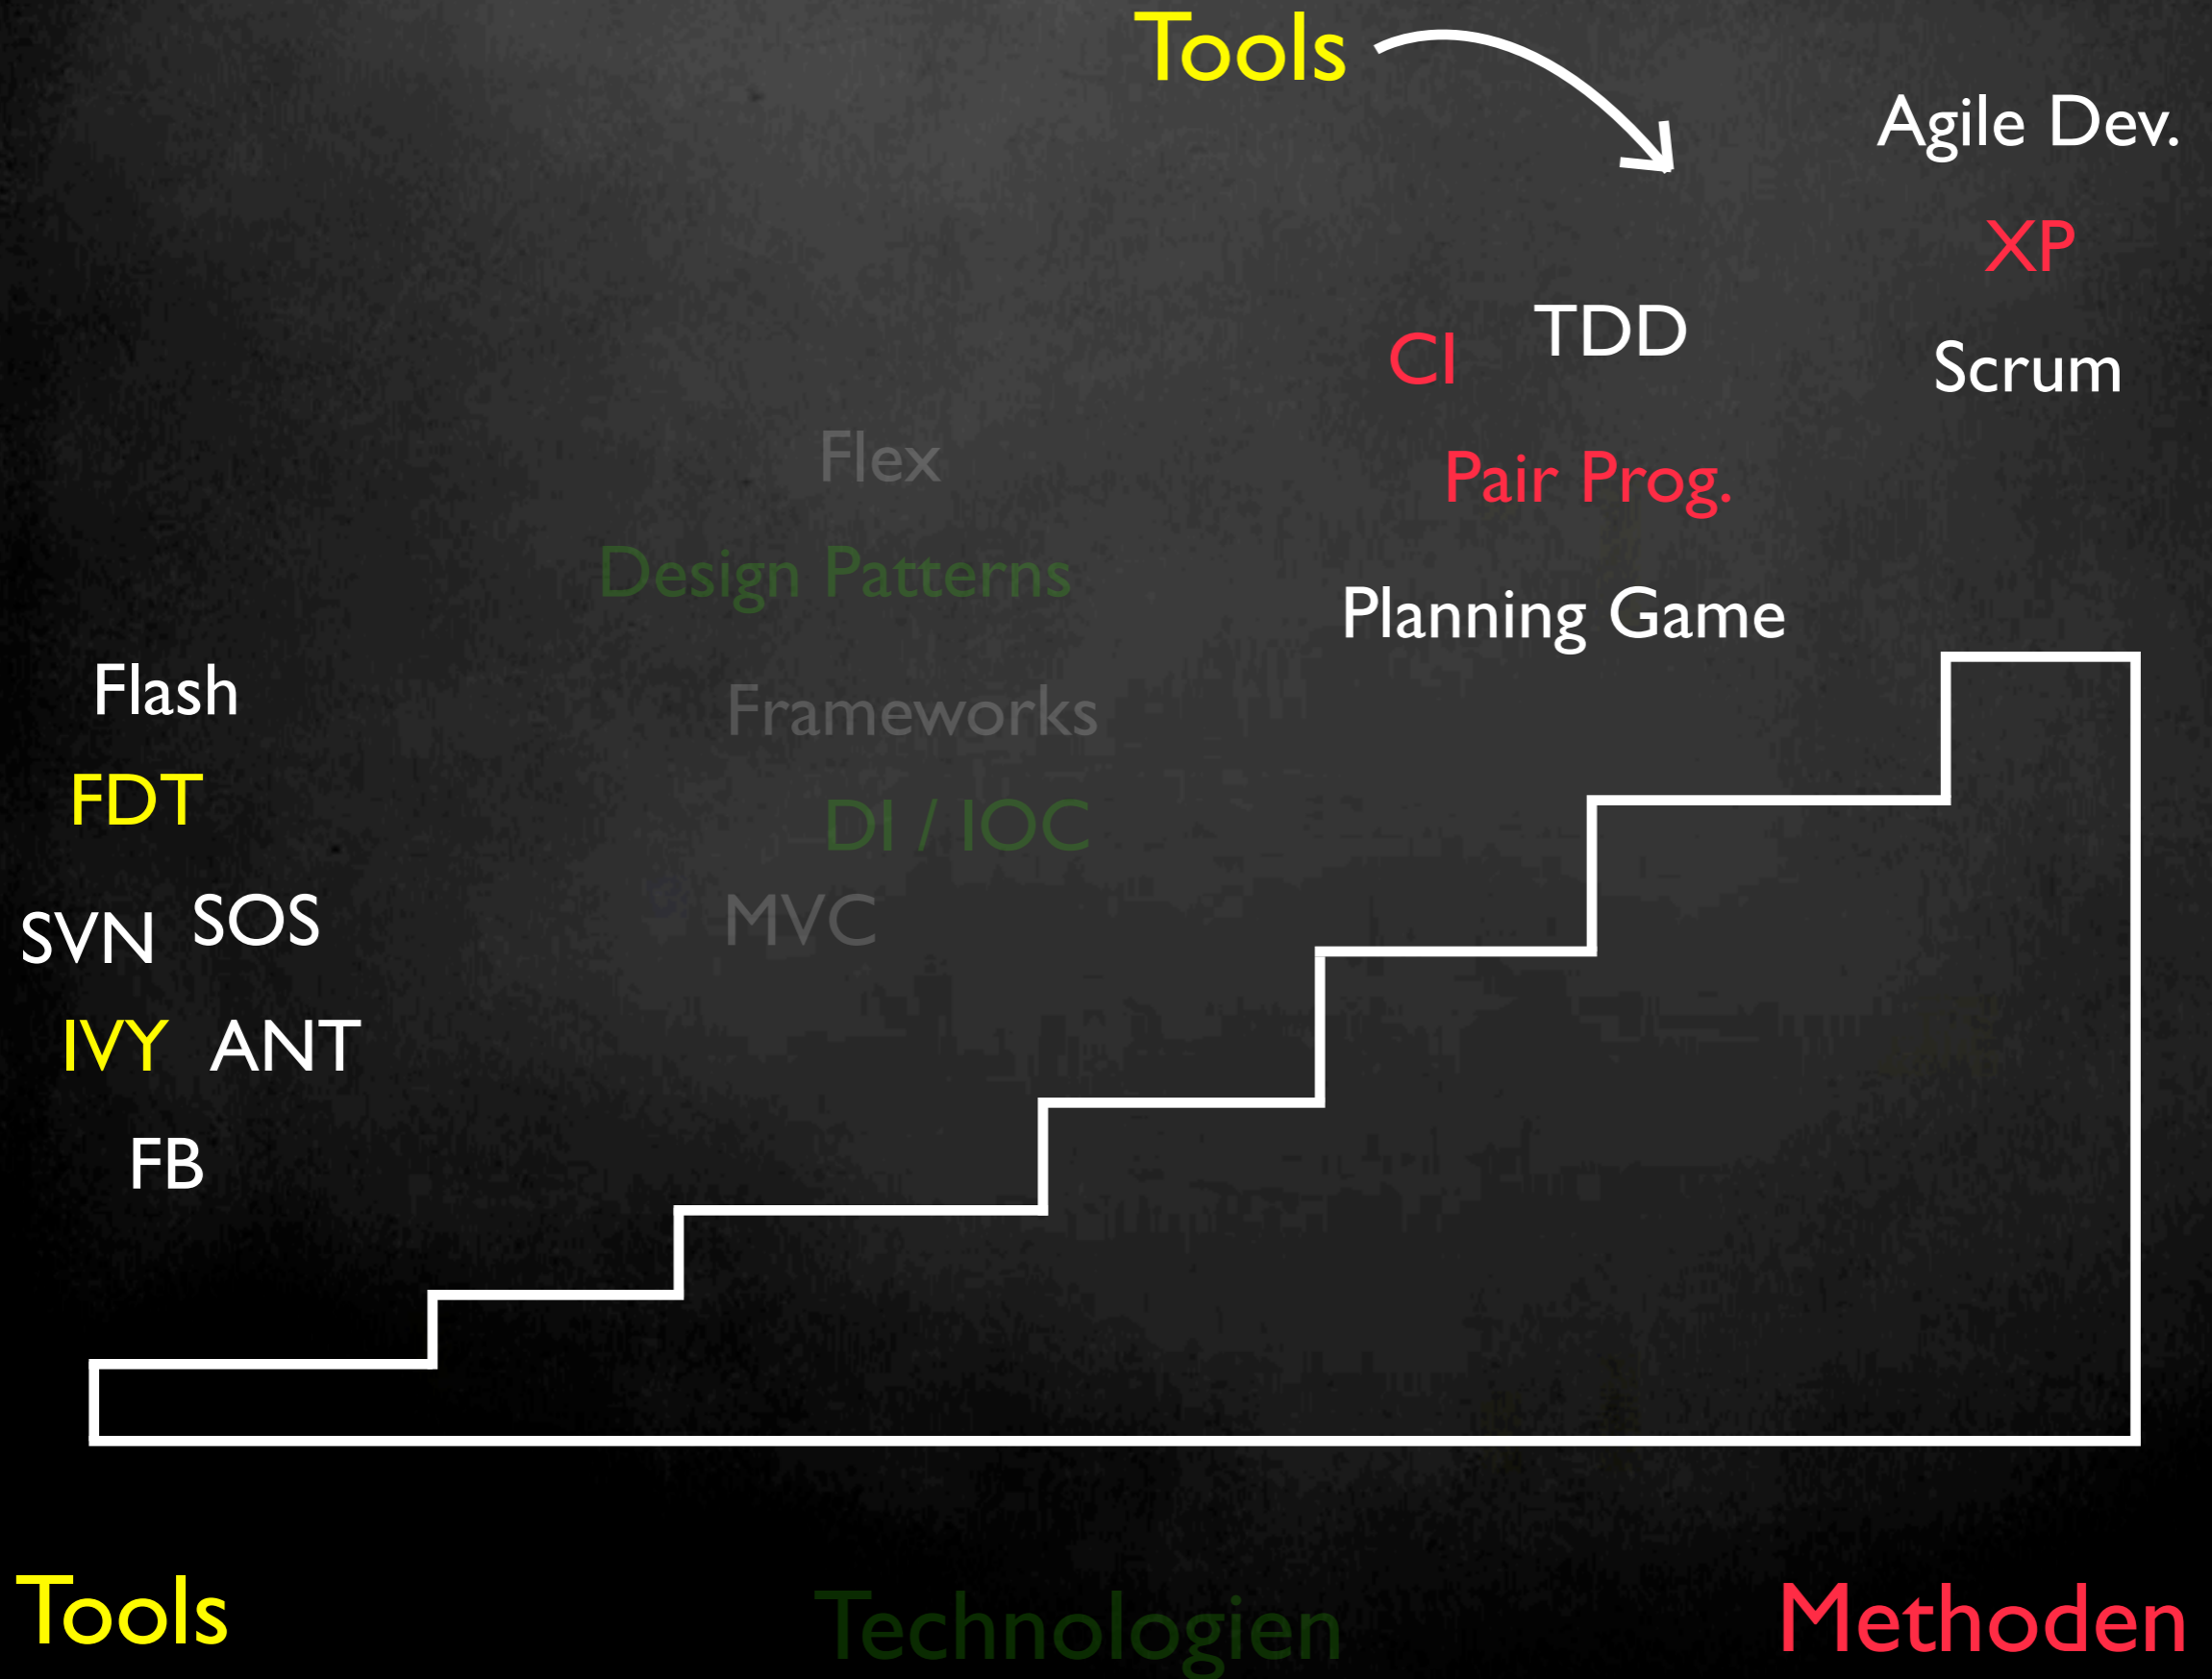 Tools
Agile Dev.
XP
CI TDD
Scrum
Flex
Pair Prog.
Design Patterns
Planning Game
Flash
Frameworks
FDT
DI / IOC
SVN SOS
MVC
IVY ANT
FB
Tools Technologien Methoden